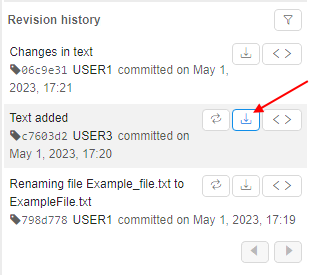 Revision history
Changes in text
06c9e31 USER1 committed on May 1,
2023, 17:21
Text added
c7603d2 USER3 committed on
May 1, 2023, 17:20
Renaming file Example_file.txt to
ExampleFile.txt
798d778 USER1 committed on May 1, 2023, 17:19